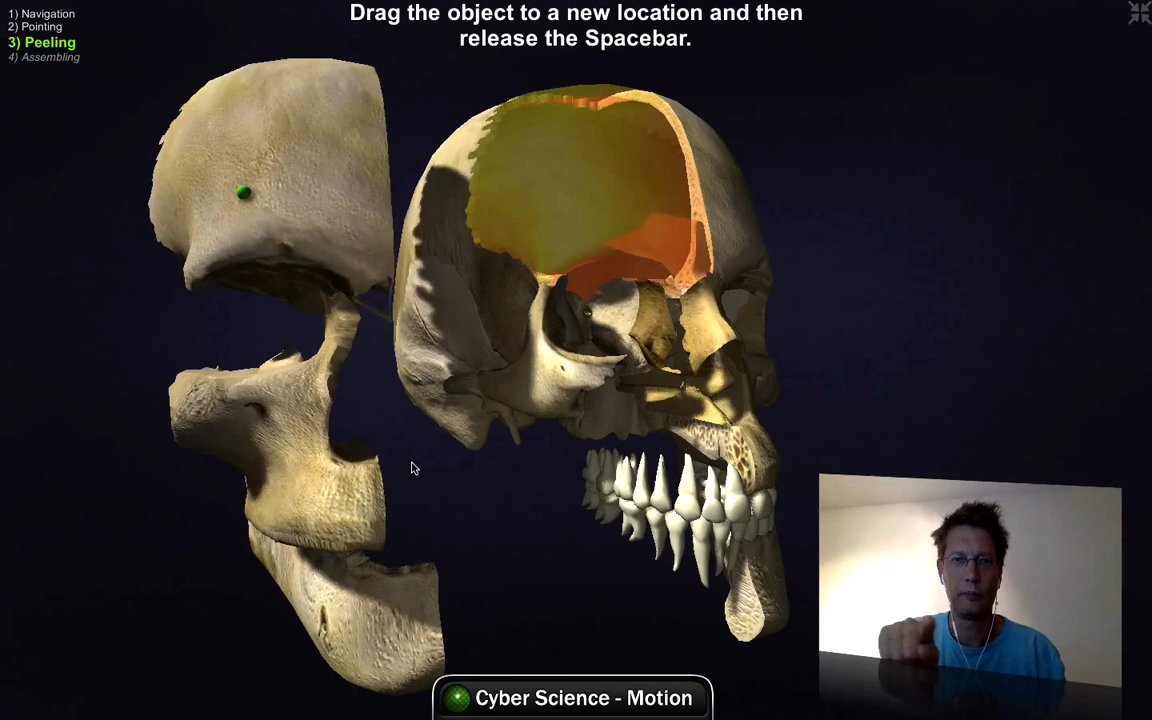 1) Navigation
2) Pointing
3) Peeling
4) Assembling
Drag the object to a new location and then
release the Spacebar.
Cyber Science - Motion